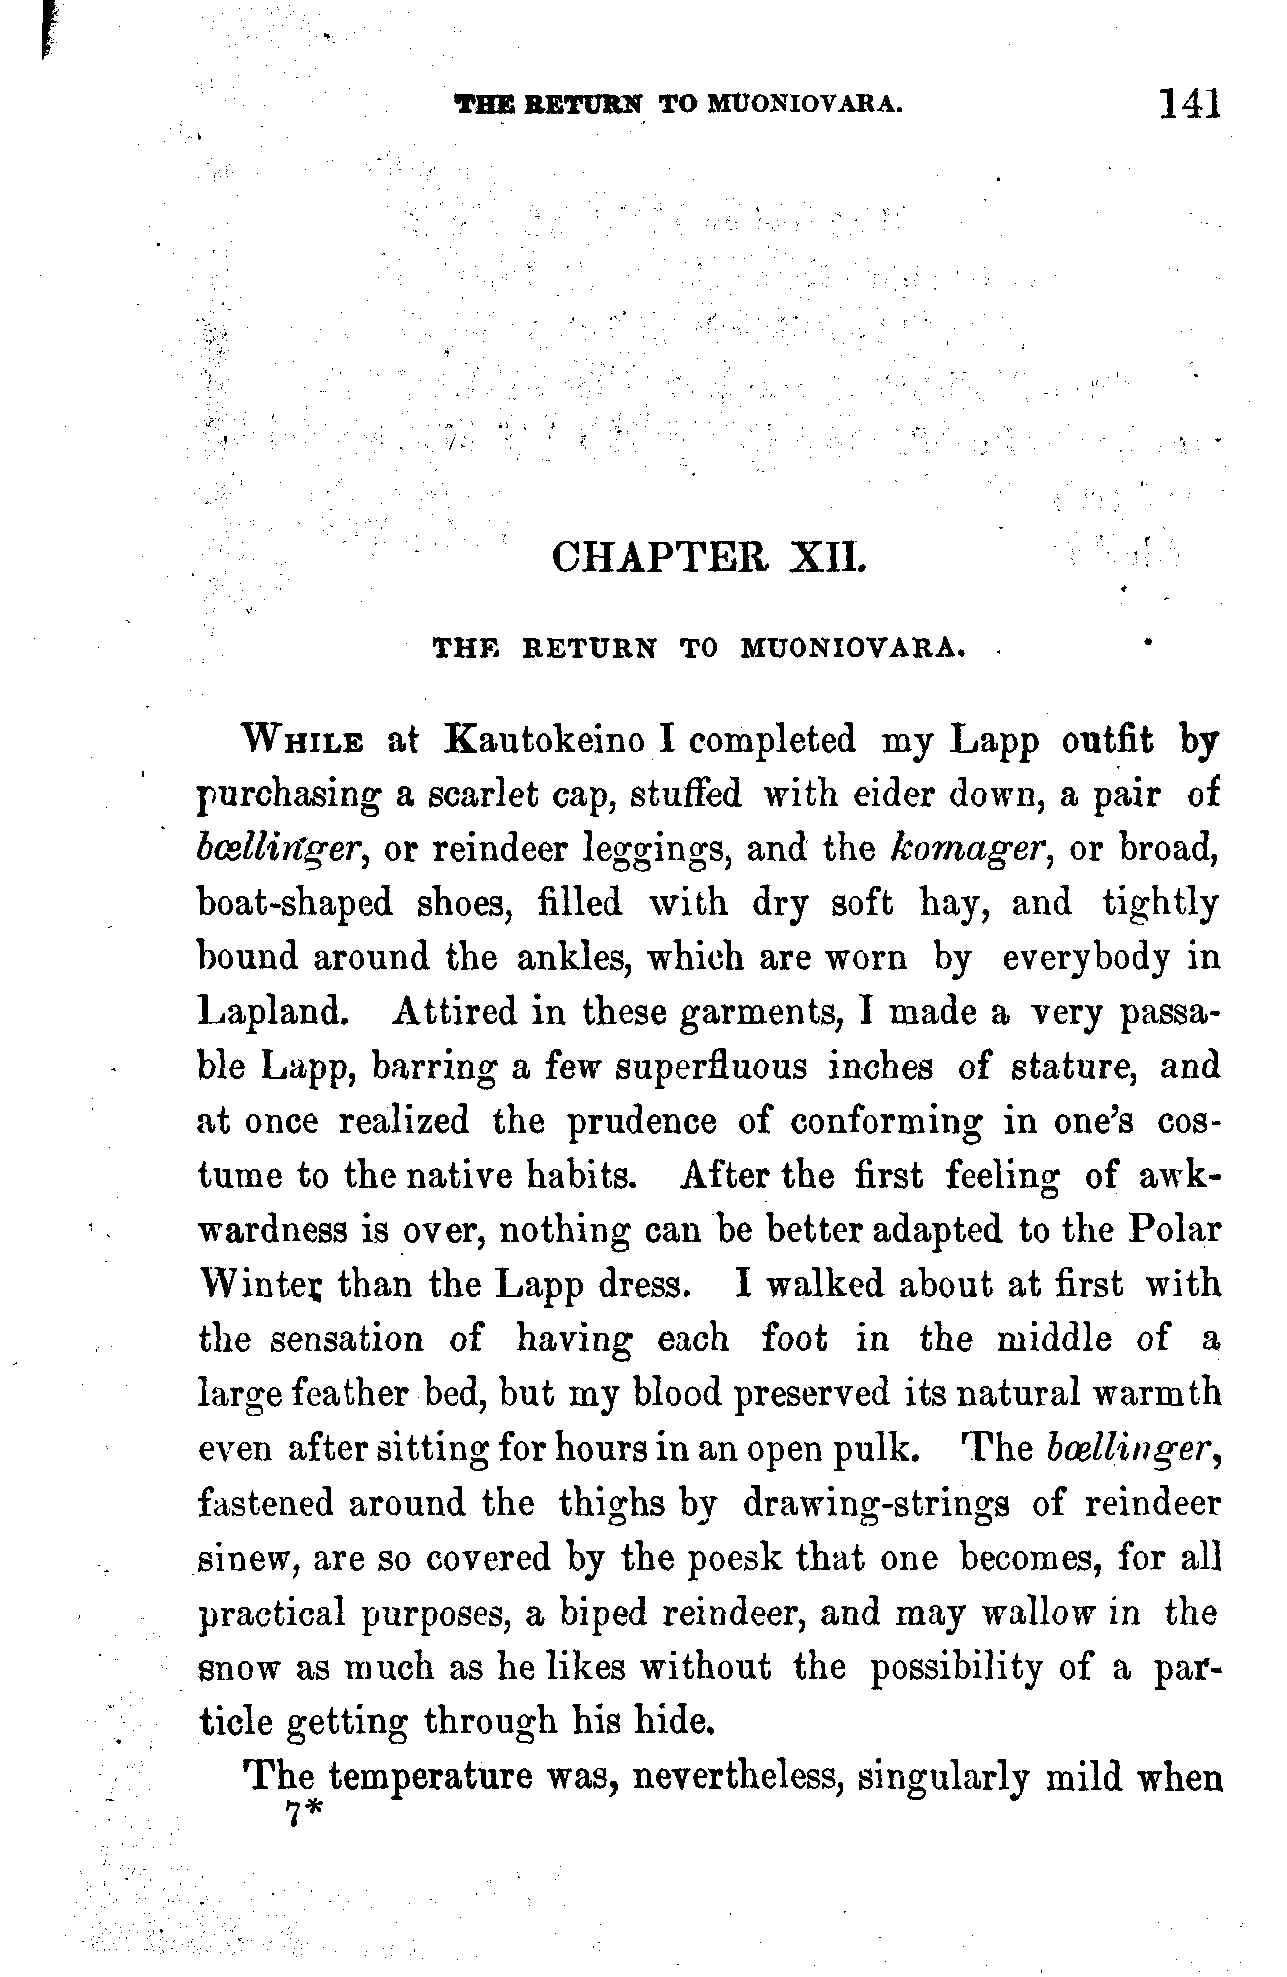 THE RETURN TO MUONIOVARA. 141
CHAPTER XII.
THE RETURN TO MUONIOVARA.
WHILE at Kautokeino I completed my Lapp outfit by
purchasing a scarlet cap, stuffed with eider down, a pair of
bœllinger, or reindeer leggings, and the komager, or broad,
boat-shaped shoes, filled with dry soft hay, and tightly
bound around the ankles, which are worn by everybody in
Lapland. Attired in these garments, I made a very passa-
ble Lapp, barring a few superfluous inches of stature, and
at once realized the prudence of conforming in one's cos-
tume to the native habits. After the first feeling of awk-
wardness is over, nothing can be better adapted to the Polar
Winter than the Lapp dress. I walked about at first with
the sensation of having each foot in the middle of a
large feather bed, but my blood preserved its natural warmth
even after sitting for hours in an open pulk. The bœllinger,
fastened around the thighs by drawing-strings of reindeer
sinew, are so covered by the poesk that one becomes, for all
practical purposes, a biped reindeer, and may wallow in the
snow as much as he likes without the possibility of a par-
ticle getting through his hide.
The temperature was, nevertheless, singularly mild when
7*